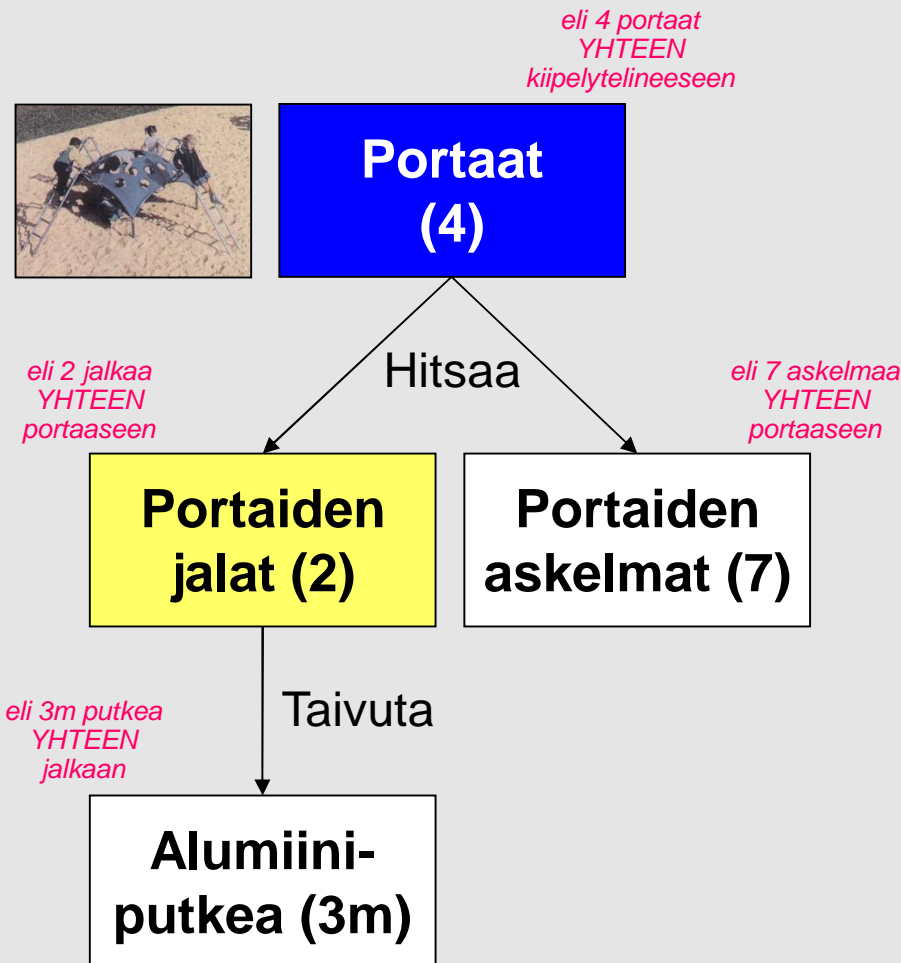 eli 4 portaat
YHTEEN
kiipelytelineeseen
Portaat
(4)
Hitsaa
eli 2 jalkaa
YHTEEN
portaaseen
eli 7 askelmaa
YHTEEN
portaaseen
Portaiden
jalat (2)
Portaiden
askelmat (7)
Taivuta
eli 3m putkea
YHTEEN
jalkaan
Alumiini-
putkea (3m)